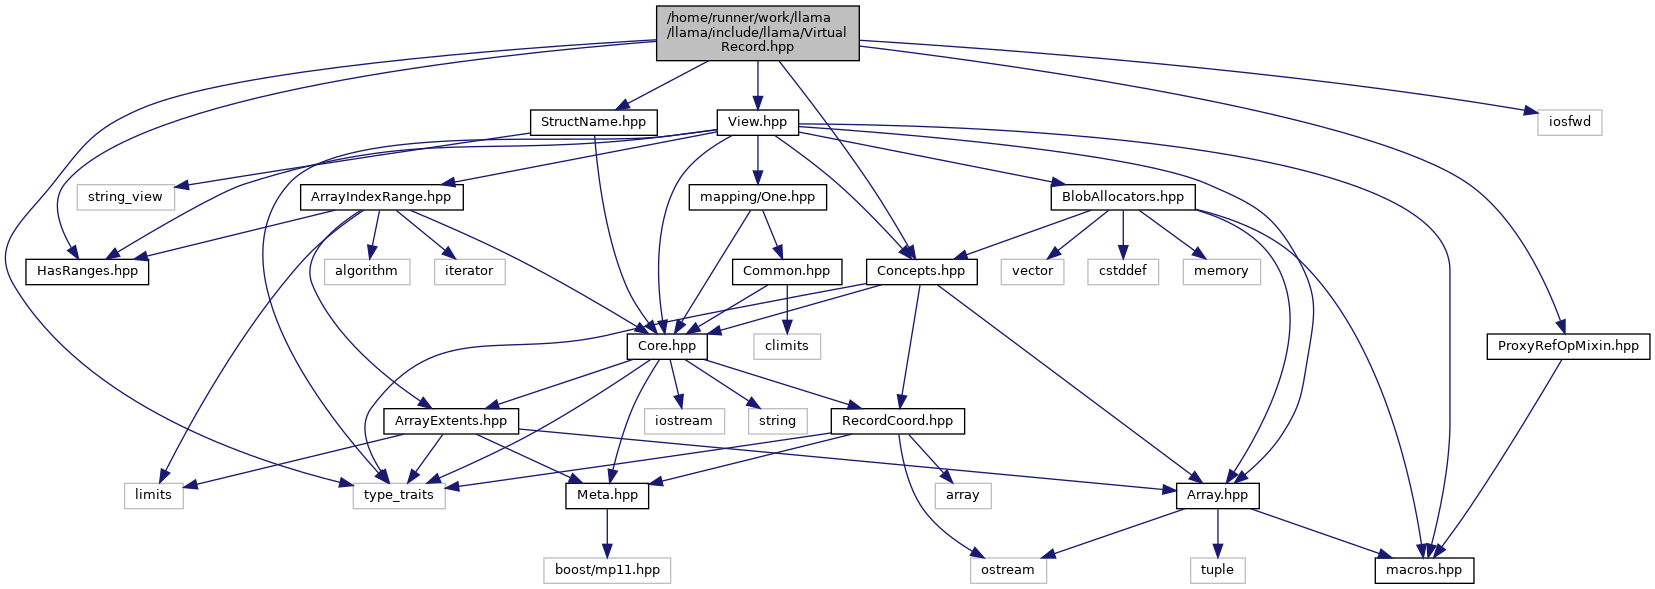 /home/runner/work/llama
/llama/include/llama/Virtual
Record.hpp
StructName.hpp
View.hpp
iosfwd
string_view
ArrayIndexRange.hpp
mapping/One.hpp
BlobAllocators.hpp
HasRanges.hpp
algorithm
iterator
Common.hpp
Concepts.hpp
vector
cstddef
memory
Core.hpp
climits
ProxyRefOpMixin.hpp
ArrayExtents.hpp
iostream
string
RecordCoord.hpp
limits
type_traits
Meta.hpp
array
Array.hpp
boost/mp11.hpp
ostream
tuple
macros.hpp